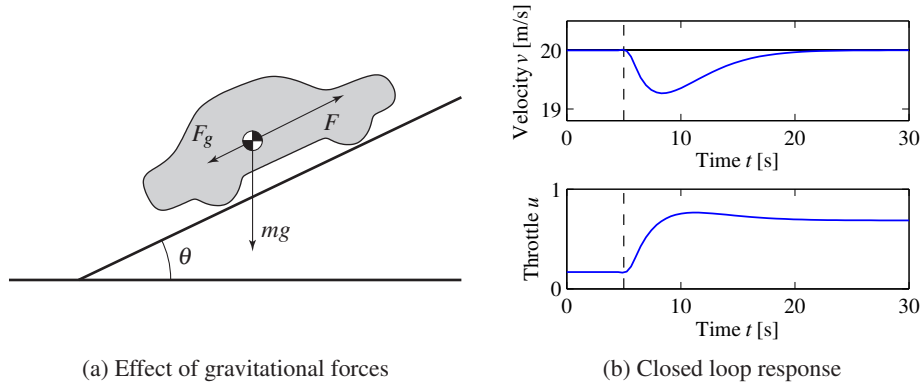 F_g
F
mg
θ
(a) Effect of gravitational forces
Velocity v [m/s]
20
19
0 10 20 30
Time t [s]
Throttle u
1
0
0 10 20 30
Time t [s]
(b) Closed loop response